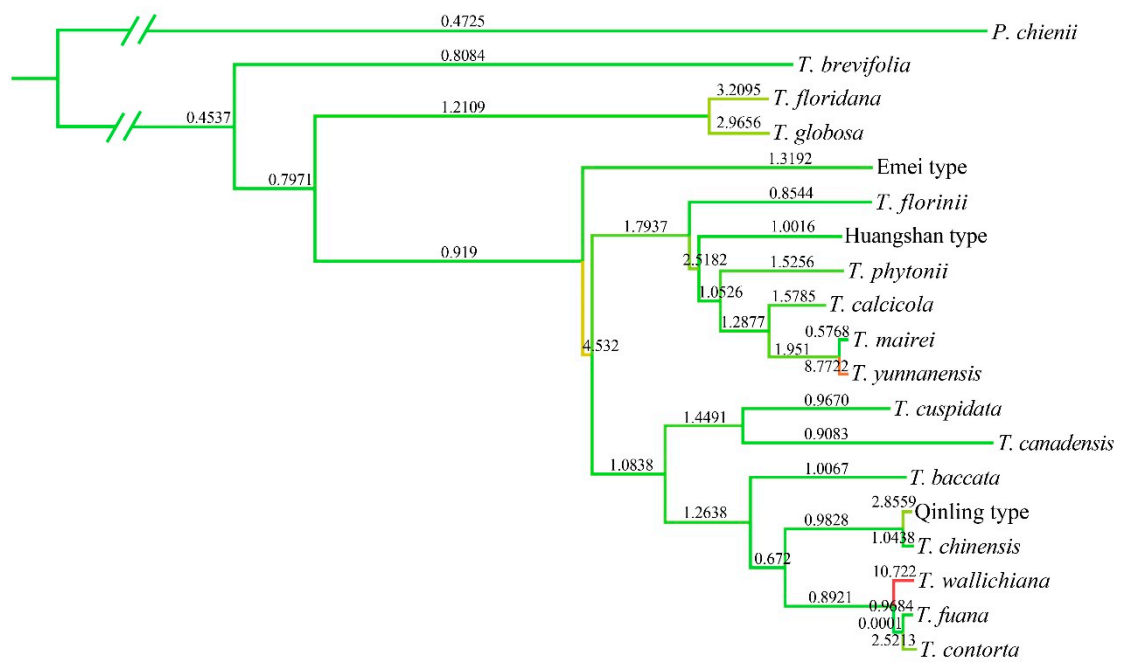 0.4725
P. chienii
0.8084
T. brevifolia
3.2095
T. floridana
0.4537
1.2109
2.9656
T. globosa
1.3192
Emei type
0.7971
0.8544
T. florinii
1.7937
1.0016
Huangshan type
0.919
2.5182
1.5256
T. phytonii
1.0526
1.5785
T. calcicola
1.2877
0.5768
T. mairei
4.532
1.951
8.7722
T. yunnanensis
0.9670
T. cuspidata
1.4491
0.9083
T. canadensis
1.0838
1.0067
T. baccata
2.8559
Qinling type
1.2638
0.9828
1.0438
T. chinensis
0.672
10.722
T. wallichiana
0.8921
0.9684
T. fuana
0.0001
2.5213
T. contorta